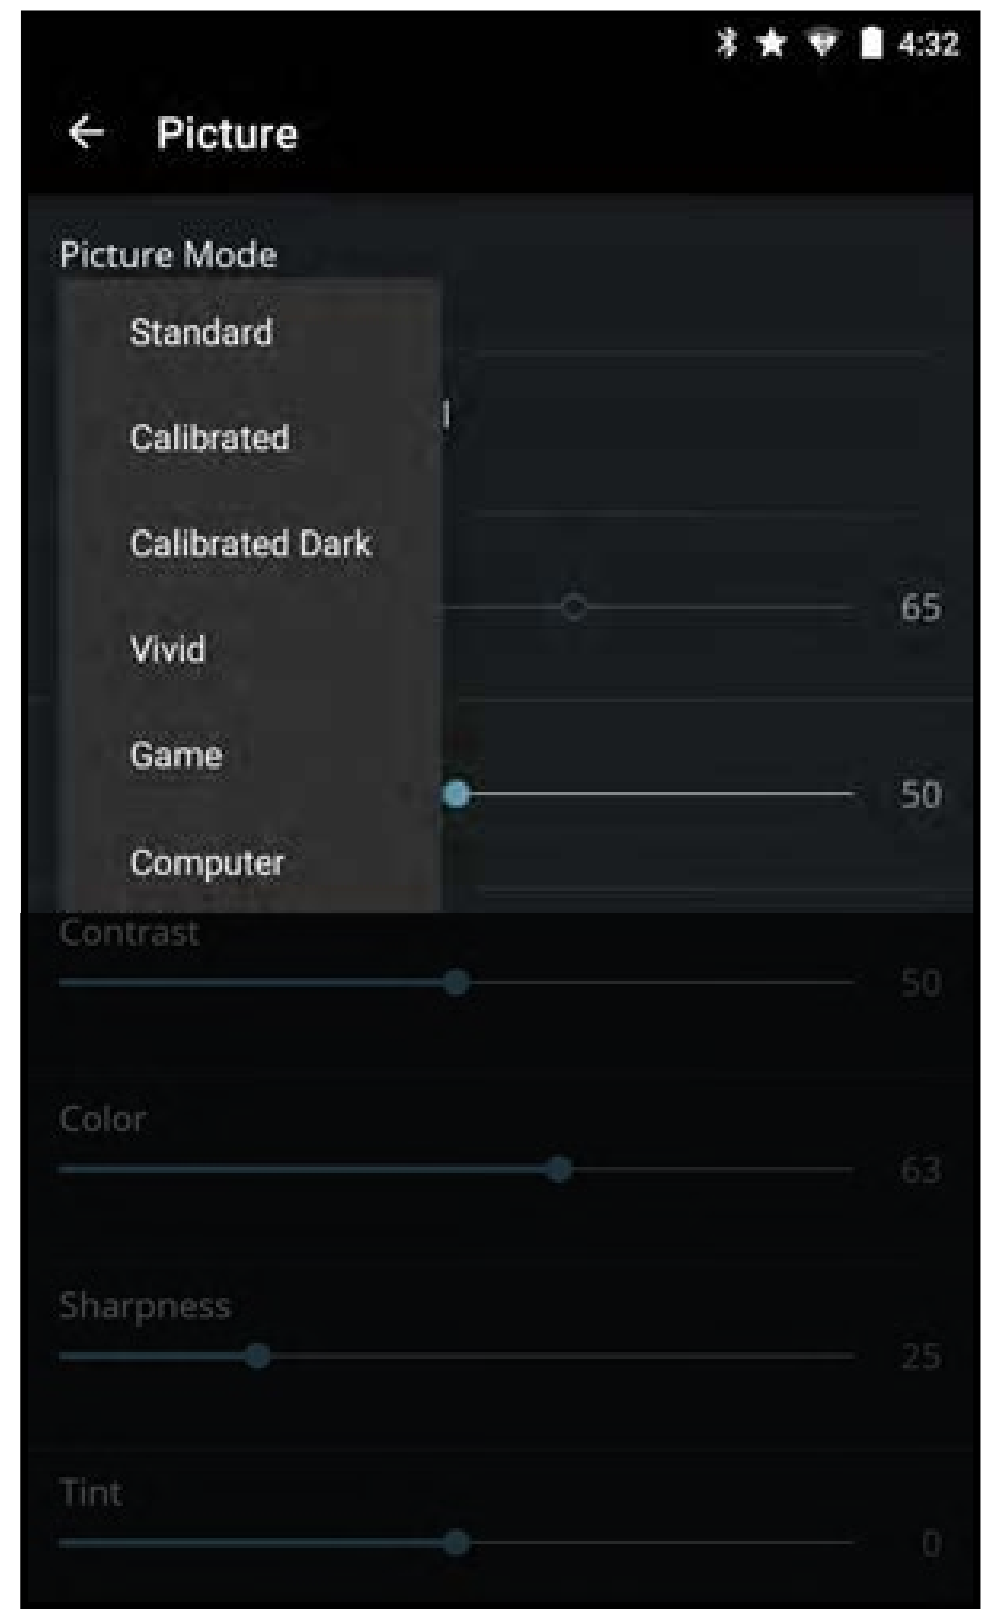 4:32
Picture
Picture Mode
Standard
Calibrated
Calibrated Dark
65
Vivid
Game
50
Computer
Contrast
50
Color
63
Sharpness
25
Tint
0